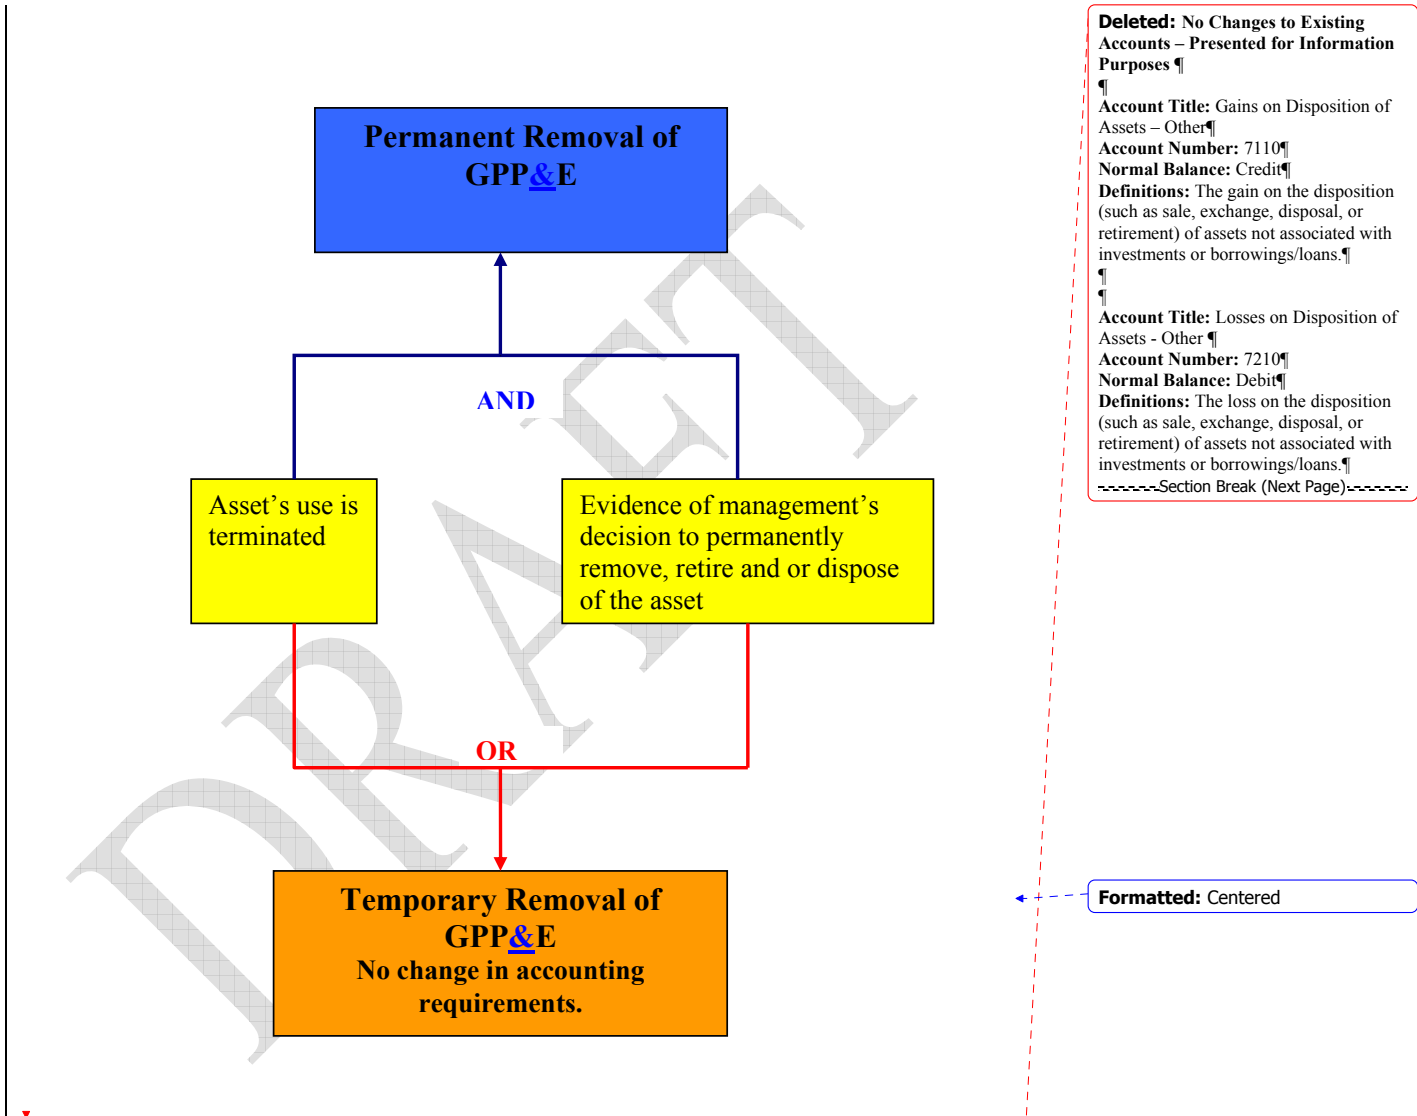 Permanent Removal of
GPP&E
AND
Asset’s use is
terminated
Evidence of management’s
decision to permanently
remove, retire and or dispose
of the asset
OR
Temporary Removal of
GPP&E
No change in accounting
requirements.
DRAFT
Deleted: No Changes to Existing
Accounts – Presented for Information
Purposes ¶
¶
Account Title: Gains on Disposition of
Assets – Other¶
Account Number: 7110¶
Normal Balance: Credit¶
Definitions: The gain on the disposition
(such as sale, exchange, disposal, or
retirement) of assets not associated with
investments or borrowings/loans.¶
¶
¶
Account Title: Losses on Disposition of
Assets - Other ¶
Account Number: 7210¶
Normal Balance: Debit¶
Definitions: The loss on the disposition
(such as sale, exchange, disposal, or
retirement) of assets not associated with
investments or borrowings/loans.¶
Section Break (Next Page)
Formatted: Centered